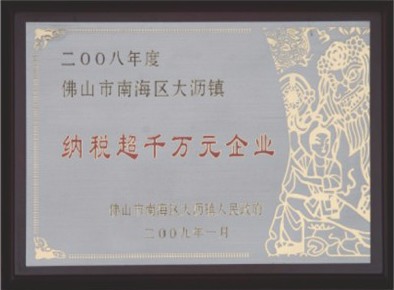 二〇〇八年度
佛山市南海区大沥镇
纳税超千万元企业
佛山市南海区大沥镇人民政府
二〇〇九年一月